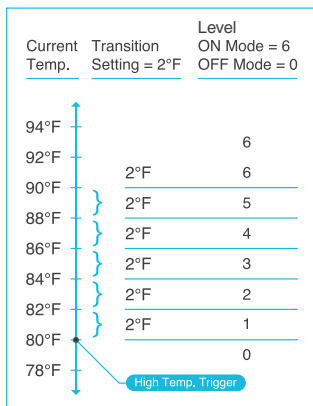 Level
Current Transition ON Mode = 6
Temp. Setting = 2°F OFF Mode = 0
94°F
6
92°F
2°F 6
90°F
} 2°F 5
88°F
} 2°F 4
86°F
} 2°F 3
84°F
} 2°F 2
82°F
} 2°F 1
80°F
0
78°F
High Temp. Trigger